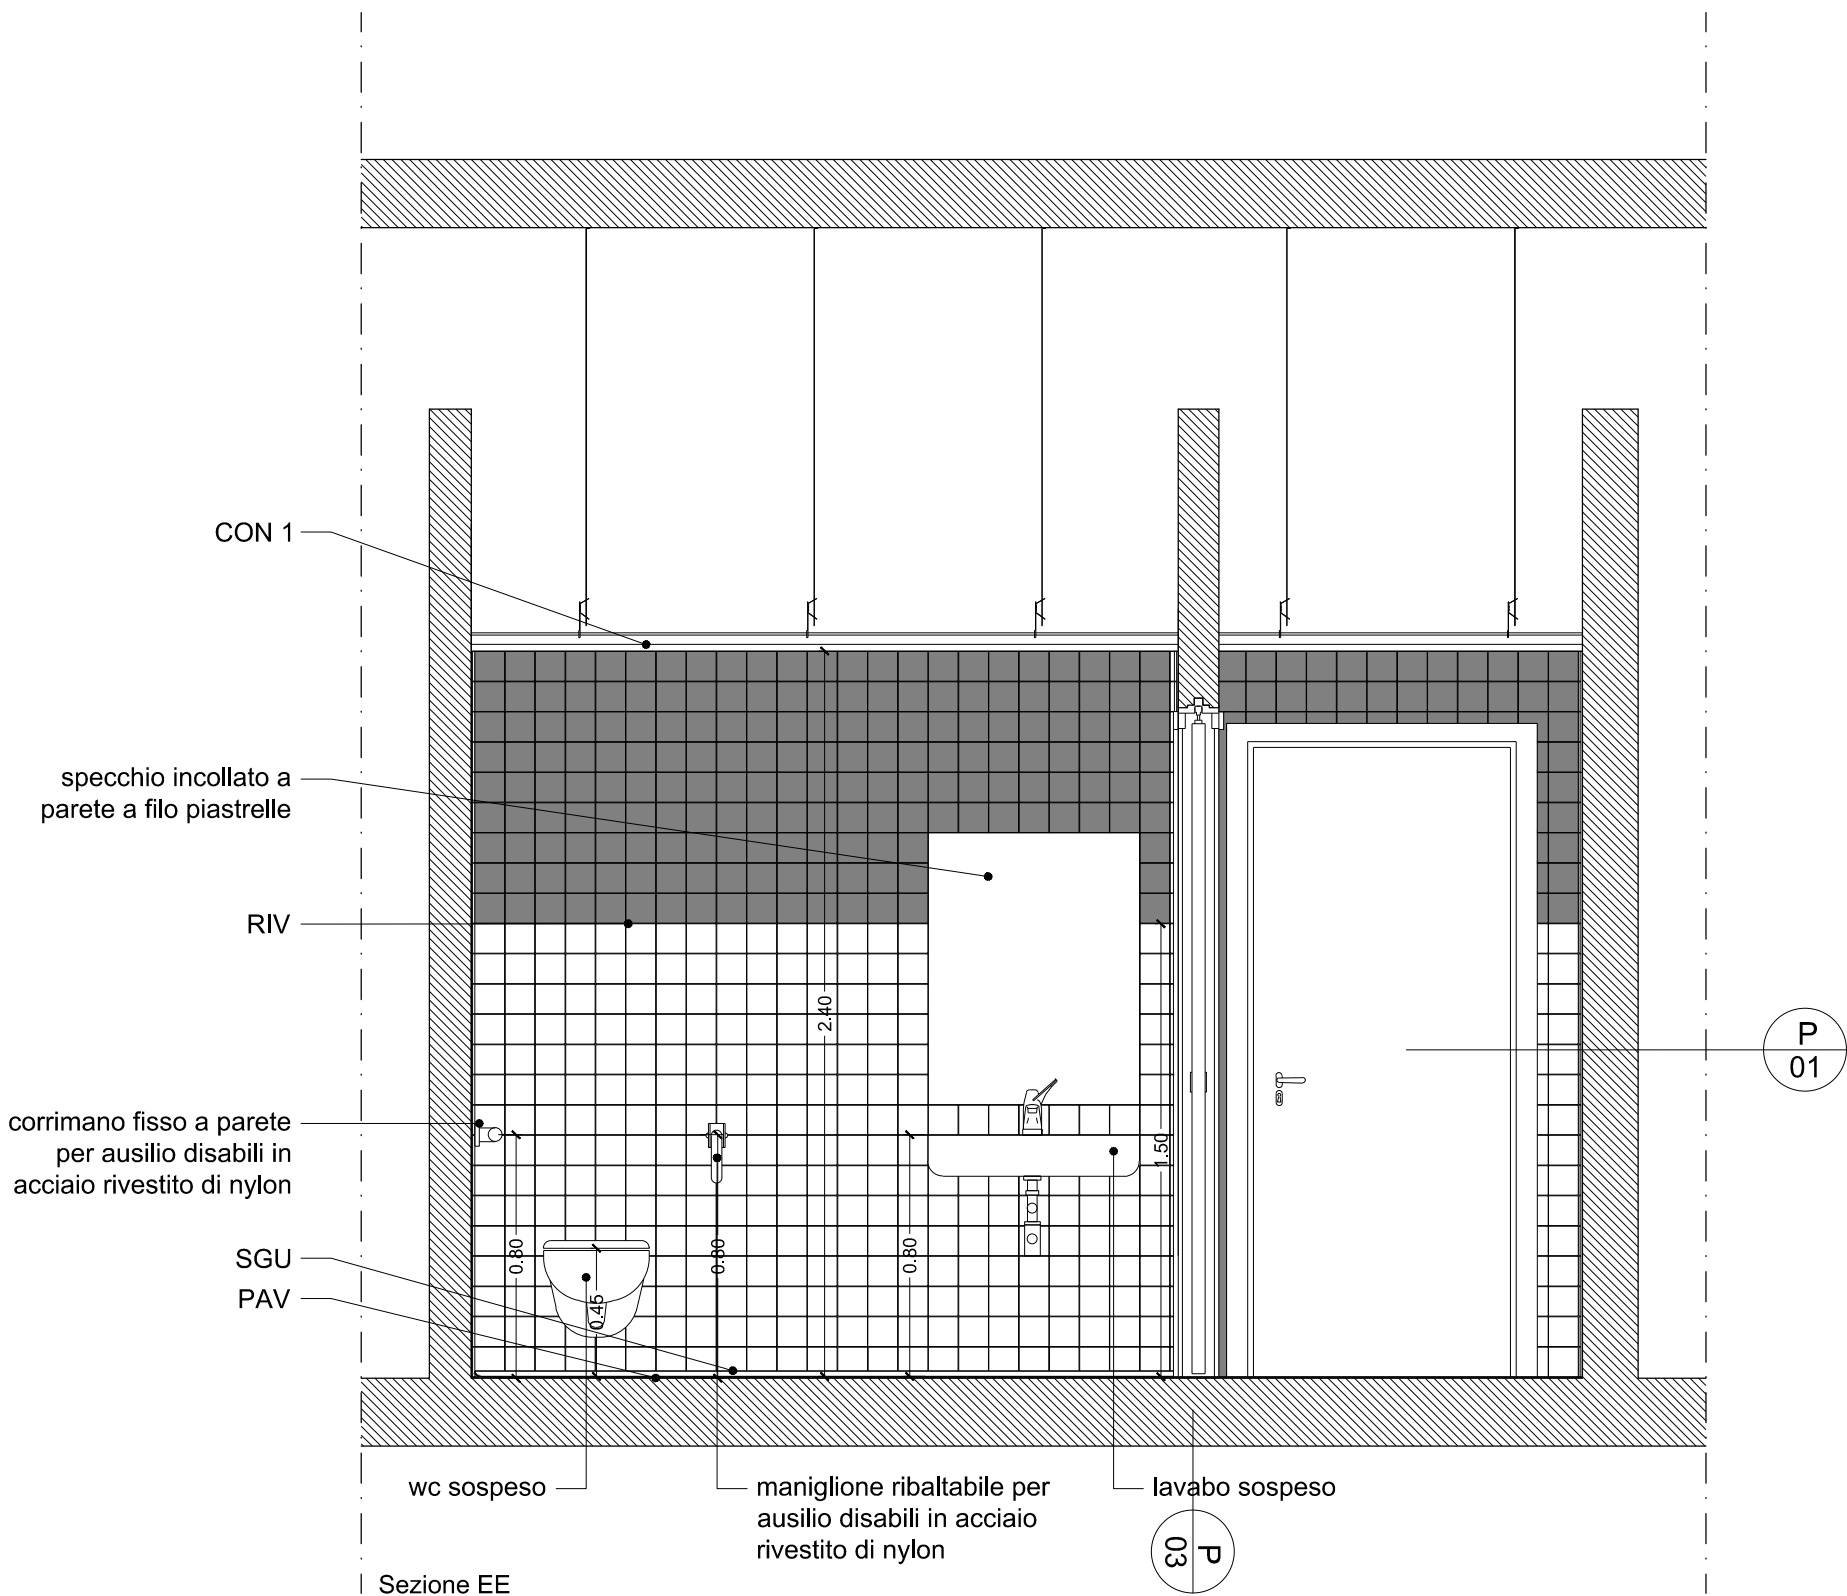 CON 1
specchio incollato a
parete a filo piastrelle
RIV
2.40
P
01
corrimano fisso a parete
per ausilio disabili in
acciaio rivestito di nylon
1.50
SGU
0.80
0.80
0.80
PAV
0.45
wc sospeso
maniglione ribaltabile per
ausilio disabili in acciaio
rivestito di nylon
lavabo sospeso
P
03
Sezione EE